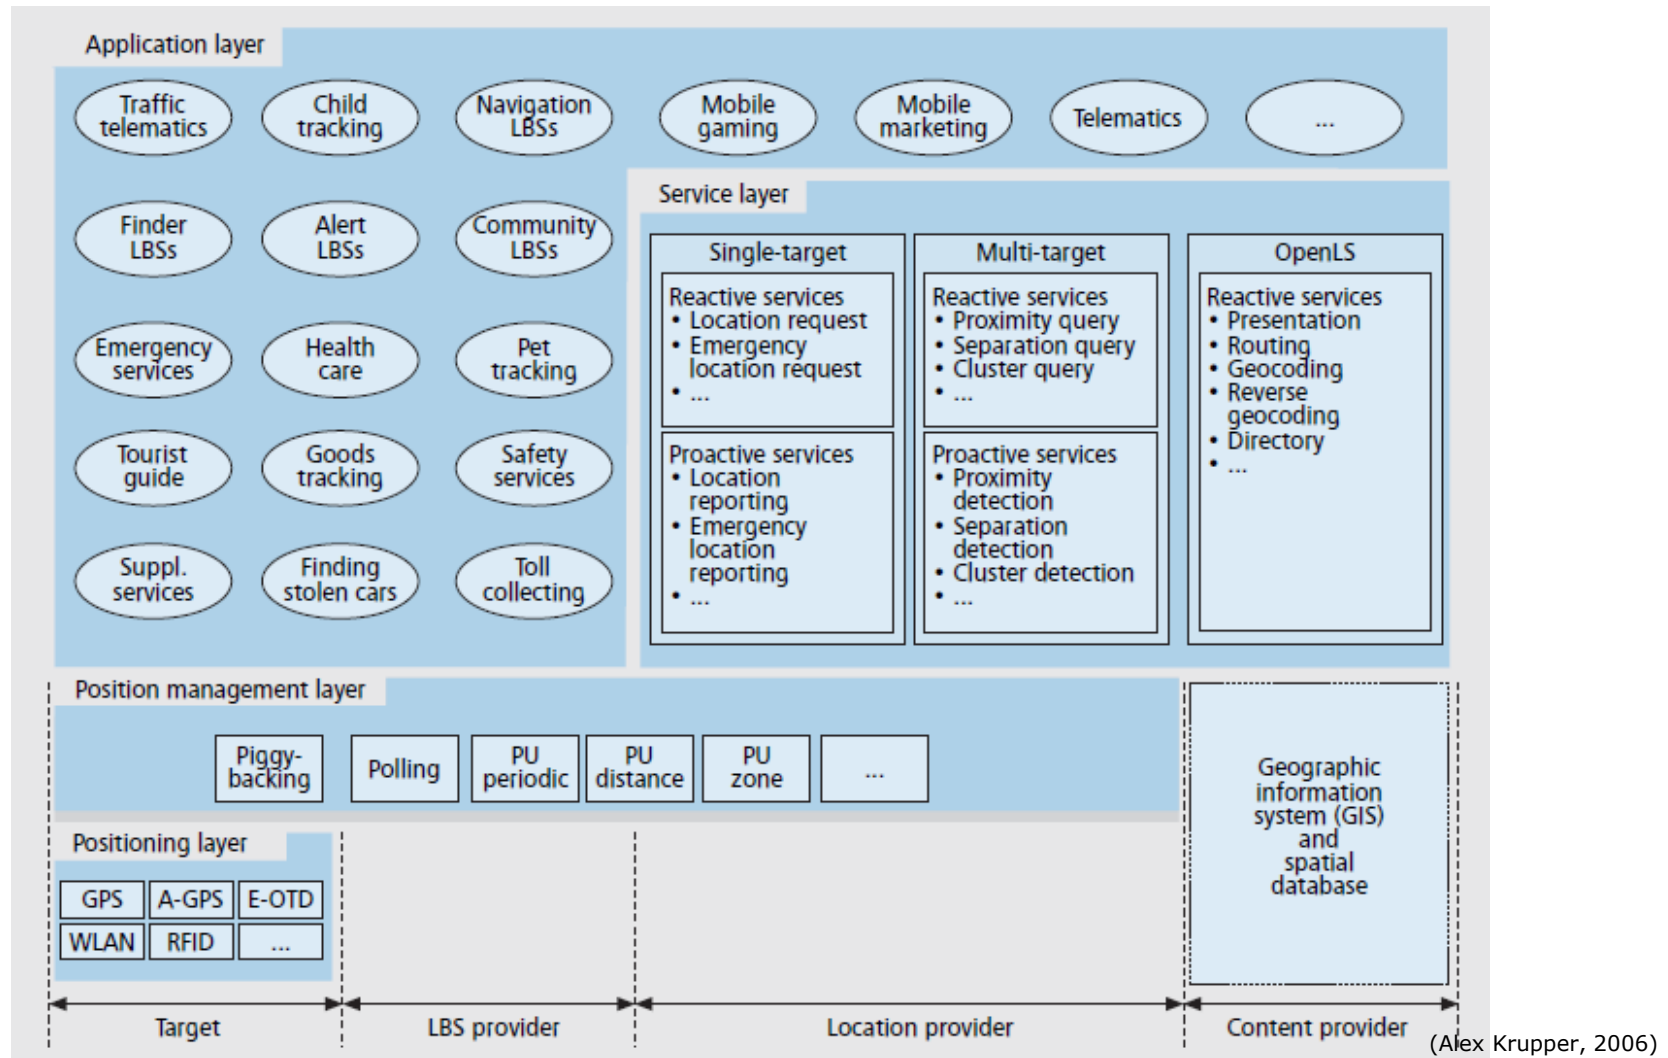 Application layer
Traffic
telematics
Child
tracking
Navigation
LBSs
Mobile
gaming
Mobile
marketing
Telematics
...
Finder
LBSs
Alert
LBSs
Community
LBSs
Emergency
services
Health
care
Pet
tracking
Tourist
guide
Goods
tracking
Safety
services
Suppl.
services
Finding
stolen cars
Toll
collecting
Service layer
Single-target
Reactive services
• Location request
• Emergency
location request
• ...
Proactive services
• Location
reporting
• Emergency
location
reporting
• ...
Multi-target
Reactive services
• Proximity query
• Separation query
• Cluster query
• ...
Proactive services
• Proximity
detection
• Separation
detection
• Cluster detection
• ...
OpenLS
Reactive services
• Presentation
• Routing
• Geocoding
• Reverse
geocoding
• Directory
• ...
Position management layer
Piggy-
backing
Polling
PU
periodic
PU
distance
PU
zone
...
Geographic
information
system (GIS)
and
spatial
database
Positioning layer
GPS
A-GPS
E-OTD
WLAN
RFID
...
Target
LBS provider
Location provider
Content provider
(Alex Krupper, 2006)